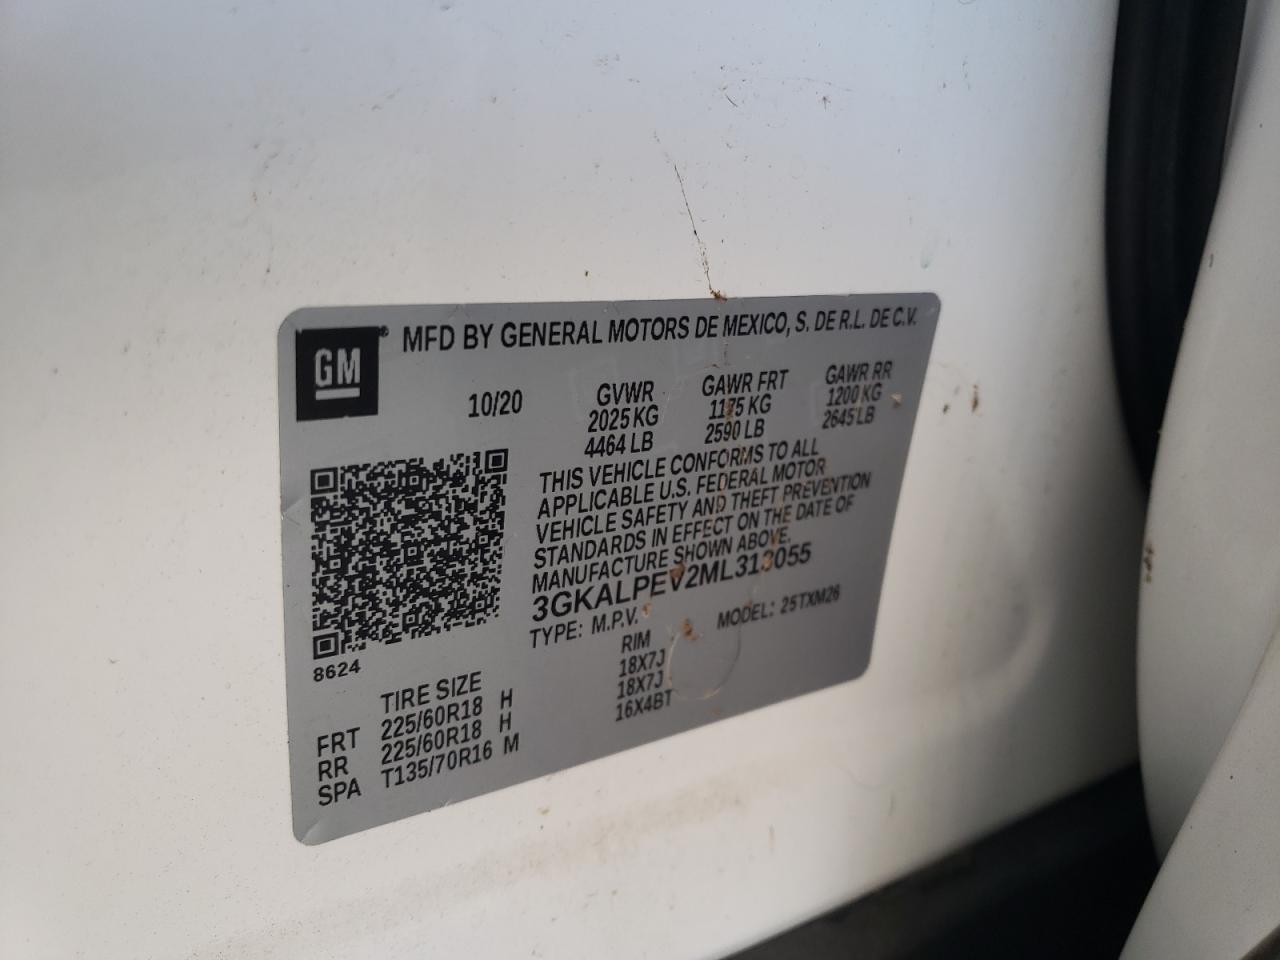 GM
MFD BY GENERAL MOTORS DE MEXICO, S. DE R.L. DE C.V.
10/20
GVWR
2025 KG
4464 LB
GAWR FRT
1175 KG
2590 LB
GAWR RR
1200 KG
2645 LB
THIS VEHICLE CONFORMS TO ALL
APPLICABLE U.S. FEDERAL MOTOR
VEHICLE SAFETY AND THEFT PREVENTION
STANDARDS IN EFFECT ON THE DATE OF
MANUFACTURE SHOWN ABOVE.
TYPE: M.P.V. MODEL: 25TXM26
8624
TIRE SIZE RIM
FRT 225/60R18 H 18X7J
RR 225/60R18 H 18X7J
SPA T135/70R16 M 16X4BT